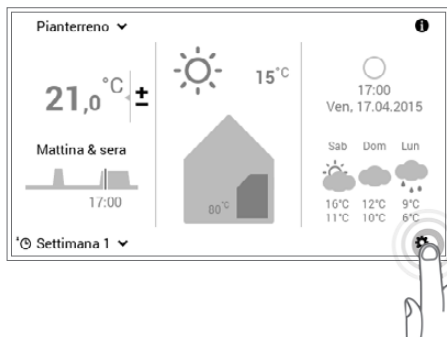 Pianterreno
21,0 °C ±
Mattina & sera
17:00
Settimana 1
15°C
80°C
17:00
Ven, 17.04.2015
Sab Dom Lun
16°C 12°C 9°C
11°C 10°C 6°C